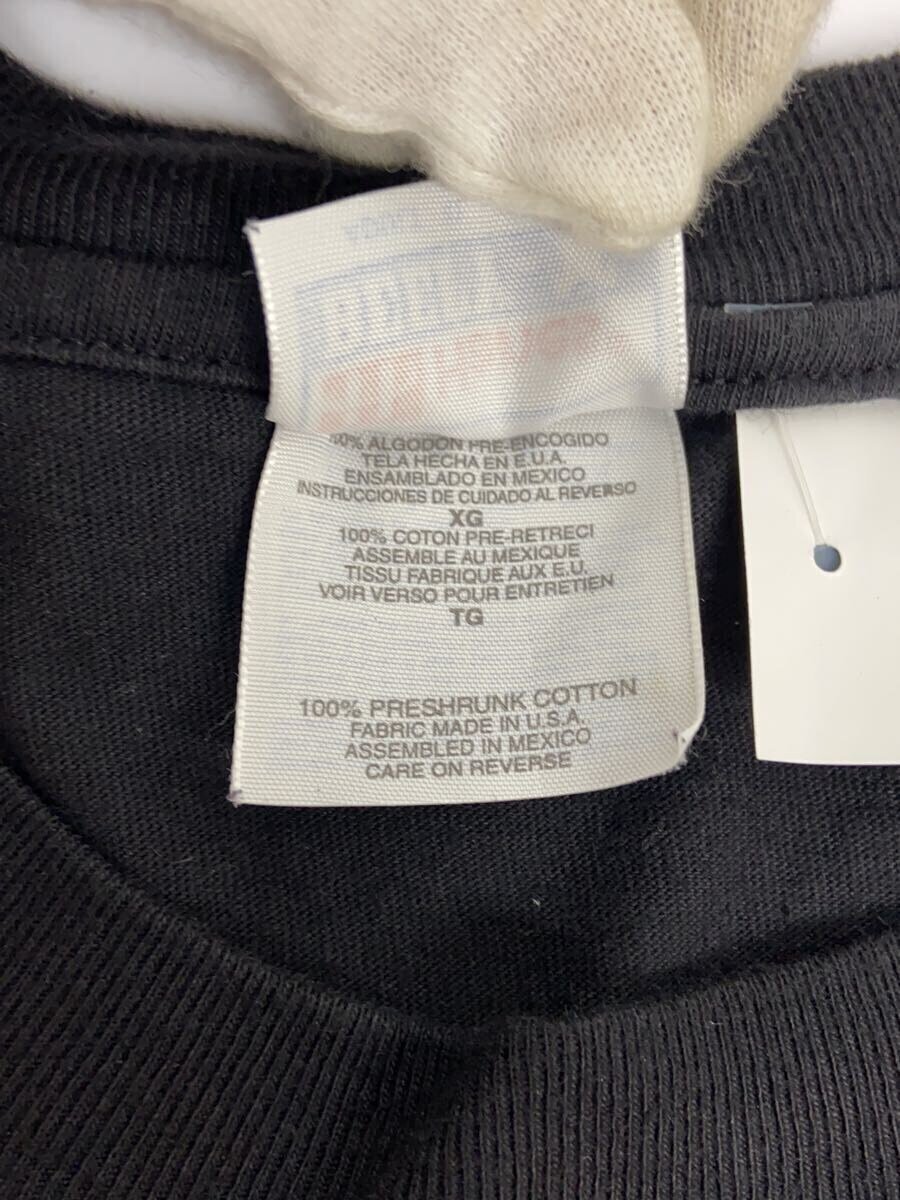 100% ALGODON PRE-ENCOGIDO
TELA HECHA EN E.U.A.
ENSAMBLADO EN MEXICO
INSTRUCCIONES DE CUIDADO AL REVERSO
XG
100% COTON PRE-RETRECI
ASSEMBLE AU MEXIQUE
TISSU FABRIQUE AUX E.U.
VOIR VERSO POUR ENTRETIEN
TG
100% PRESHRUNK COTTON
FABRIC MADE IN U.S.A.
ASSEMBLED IN MEXICO
CARE ON REVERSE